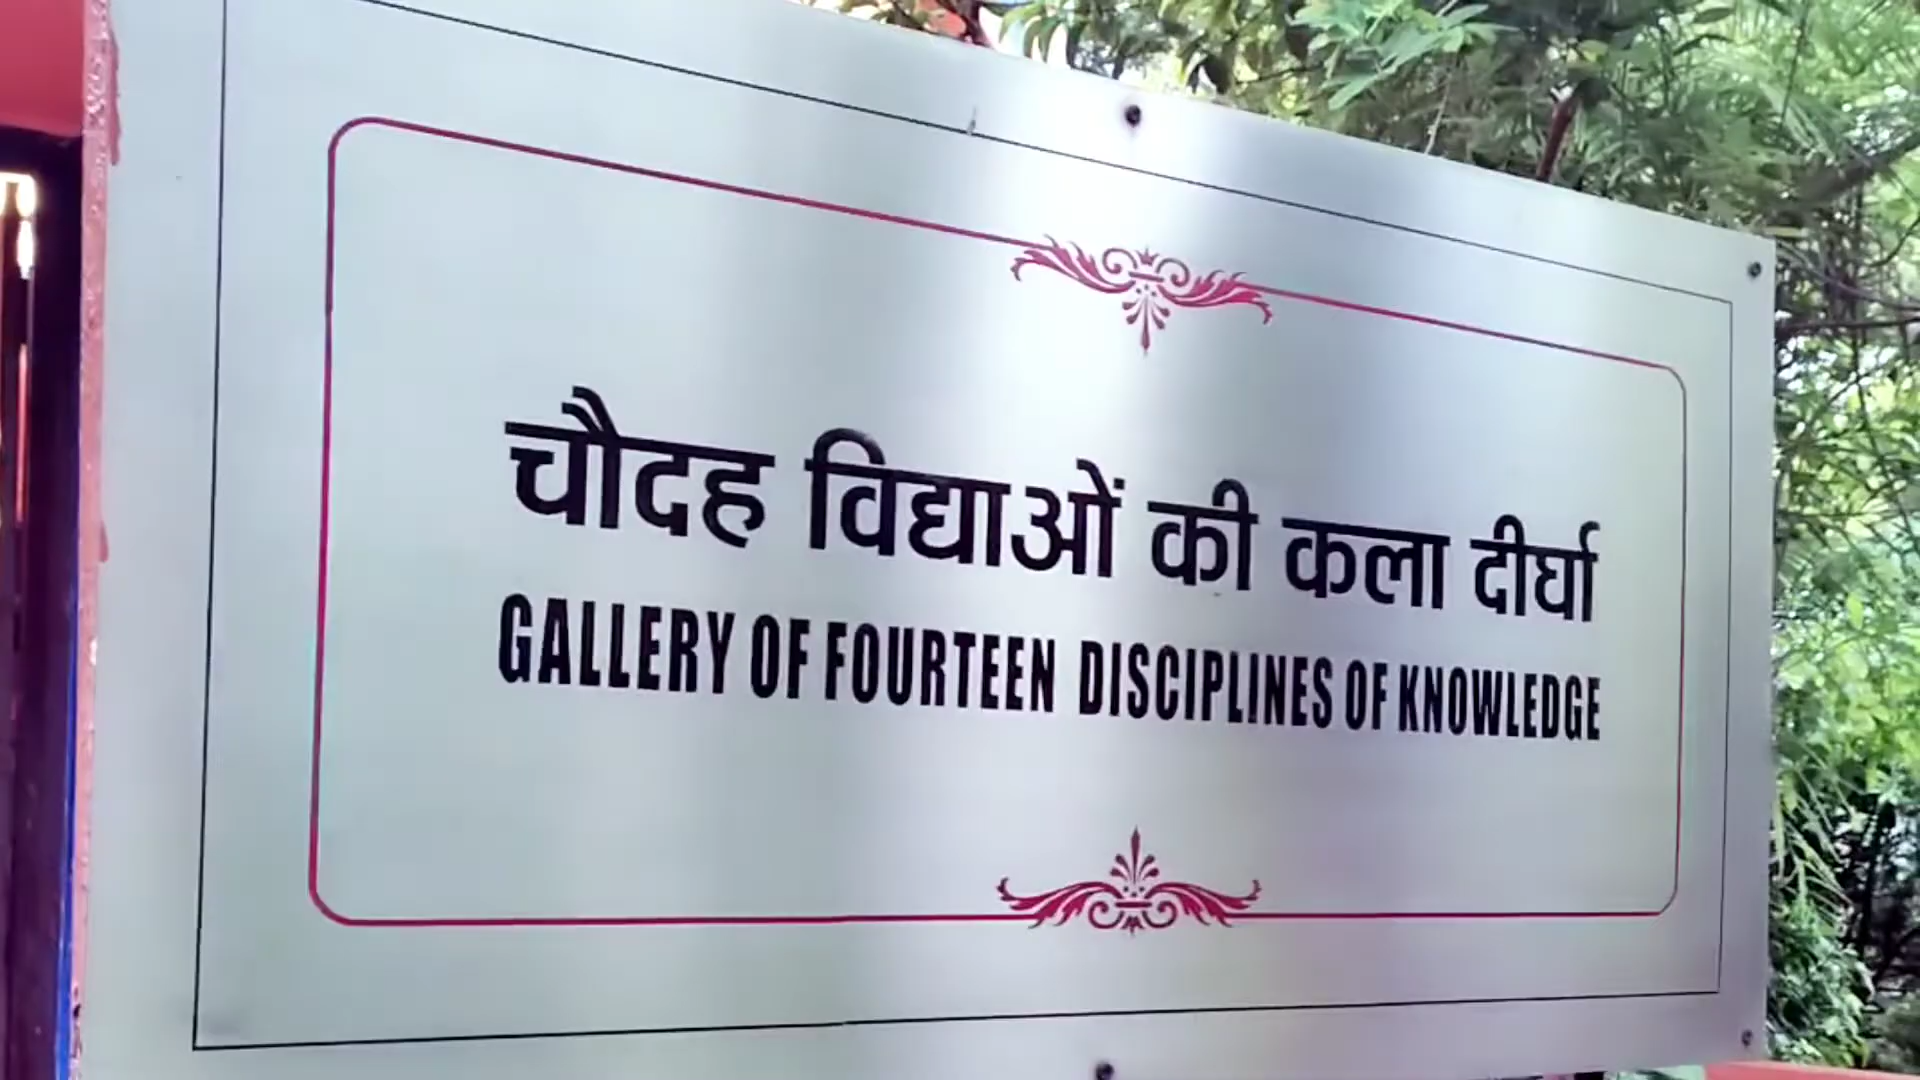 चौदह विद्याओं की कला दीर्घा
GALLERY OF FOURTEEN DISCIPLINES OF KNOWLEDGE